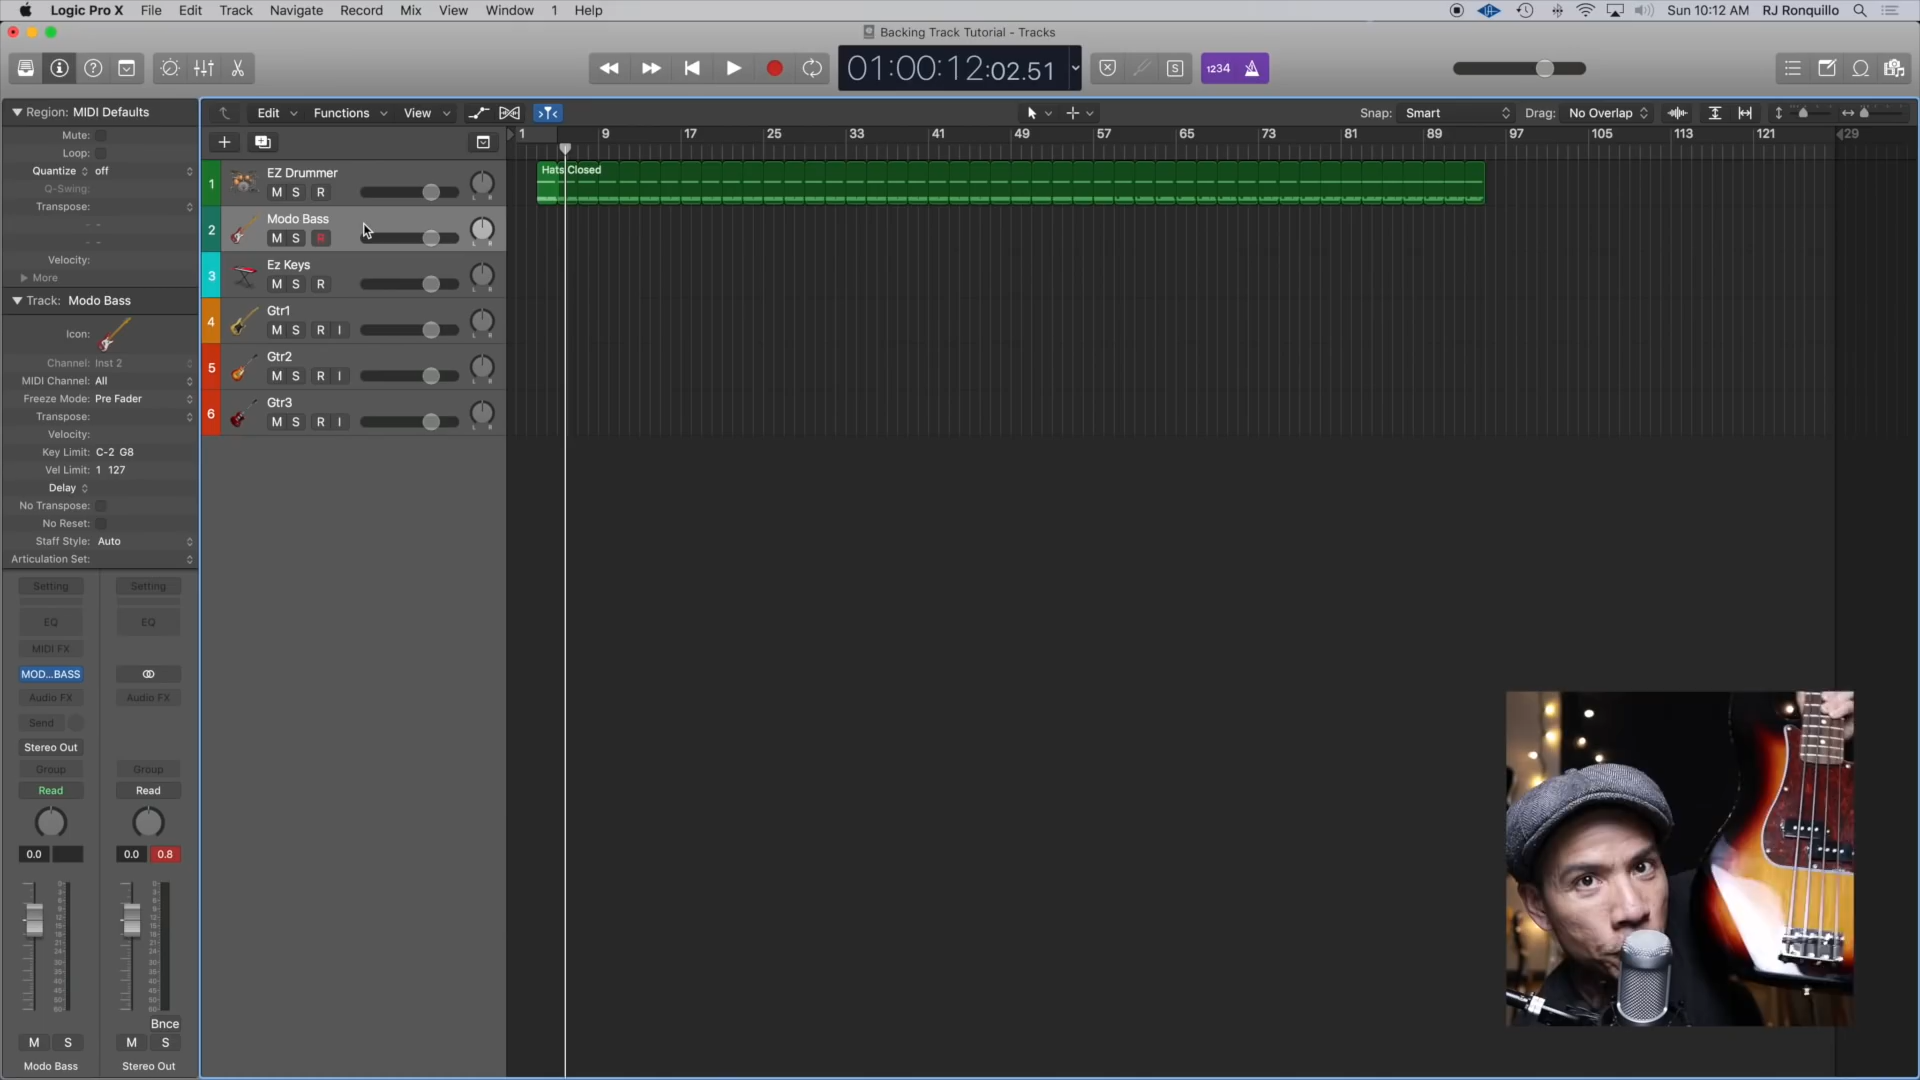 Logic Pro X File Edit Track Navigate Record Mix View Window 1 Help Sun 10:12 AM RJ Ronquillo
Backing Track Tutorial - Tracks
01:00:12:02.51 S 1234
Region: MIDI Defaults Edit Functions View Snap: Smart Drag: No Overlap
Mute: 1 9 17 25 33 41 49 57 65 73 81 89 97 105 113 121 129
Loop:
Quantize off
Q-Swing:
Transpose:
Velocity:
More
1 EZ Drummer Hats Closed
M S R
2 Modo Bass
M S R
3 Ez Keys
M S R
4 Gtr1
M S R I
5 Gtr2
M S R I
6 Gtr3
M S R I
Track: Modo Bass
Icon:
Channel: Inst 2
MIDI Channel: All
Freeze Mode: Pre Fader
Transpose:
Velocity:
Key Limit: C-2 G8
Vel Limit: 1 127
Delay
No Transpose:
No Reset:
Staff Style: Auto
Articulation Set:
Setting Setting
EQ EQ
MIDI FX
MOD...BASS
Audio FX Audio FX
Send
Stereo Out
Group Group
Read Read
0.0 0.0 0.8
Bnce
M S M S
Modo Bass Stereo Out